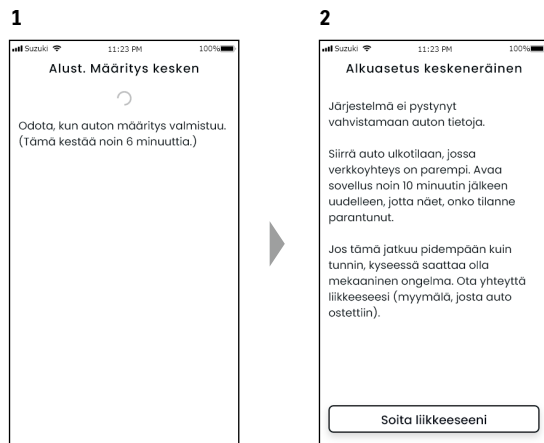 1
Suzuki 11:23 PM 100%
Alust. Määritys kesken
Odota, kun auton määritys valmistuu.
(Tämä kestää noin 6 minuuttia.)
2
Suzuki 11:23 PM 100%
Alkuasetus keskeneräinen
Järjestelmä ei pystynyt
vahvistamaan auton tietoja.
Siirrä auto ulkotilaan, jossa
verkkoyhteys on parempi. Avaa
sovellus noin 10 minuutin jälkeen
uudelleen, jotta näet, onko tilanne
parantunut.
Jos tämä jatkuu pidempään kuin
tunnin, kyseessä saattaa olla
mekaaninen ongelma. Ota yhteyttä
liikkeeseesi (myymälä, josta auto
ostettiin).
Soita liikkeeseeni